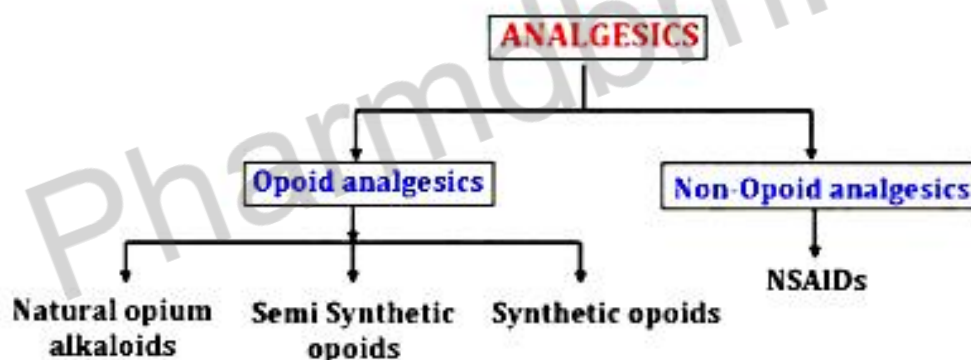 ANALGESICS
Opoid analgesics
Non-Opoid analgesics
NSAIDs
Natural opium
alkaloids
Semi Synthetic
opoids
Synthetic opoids